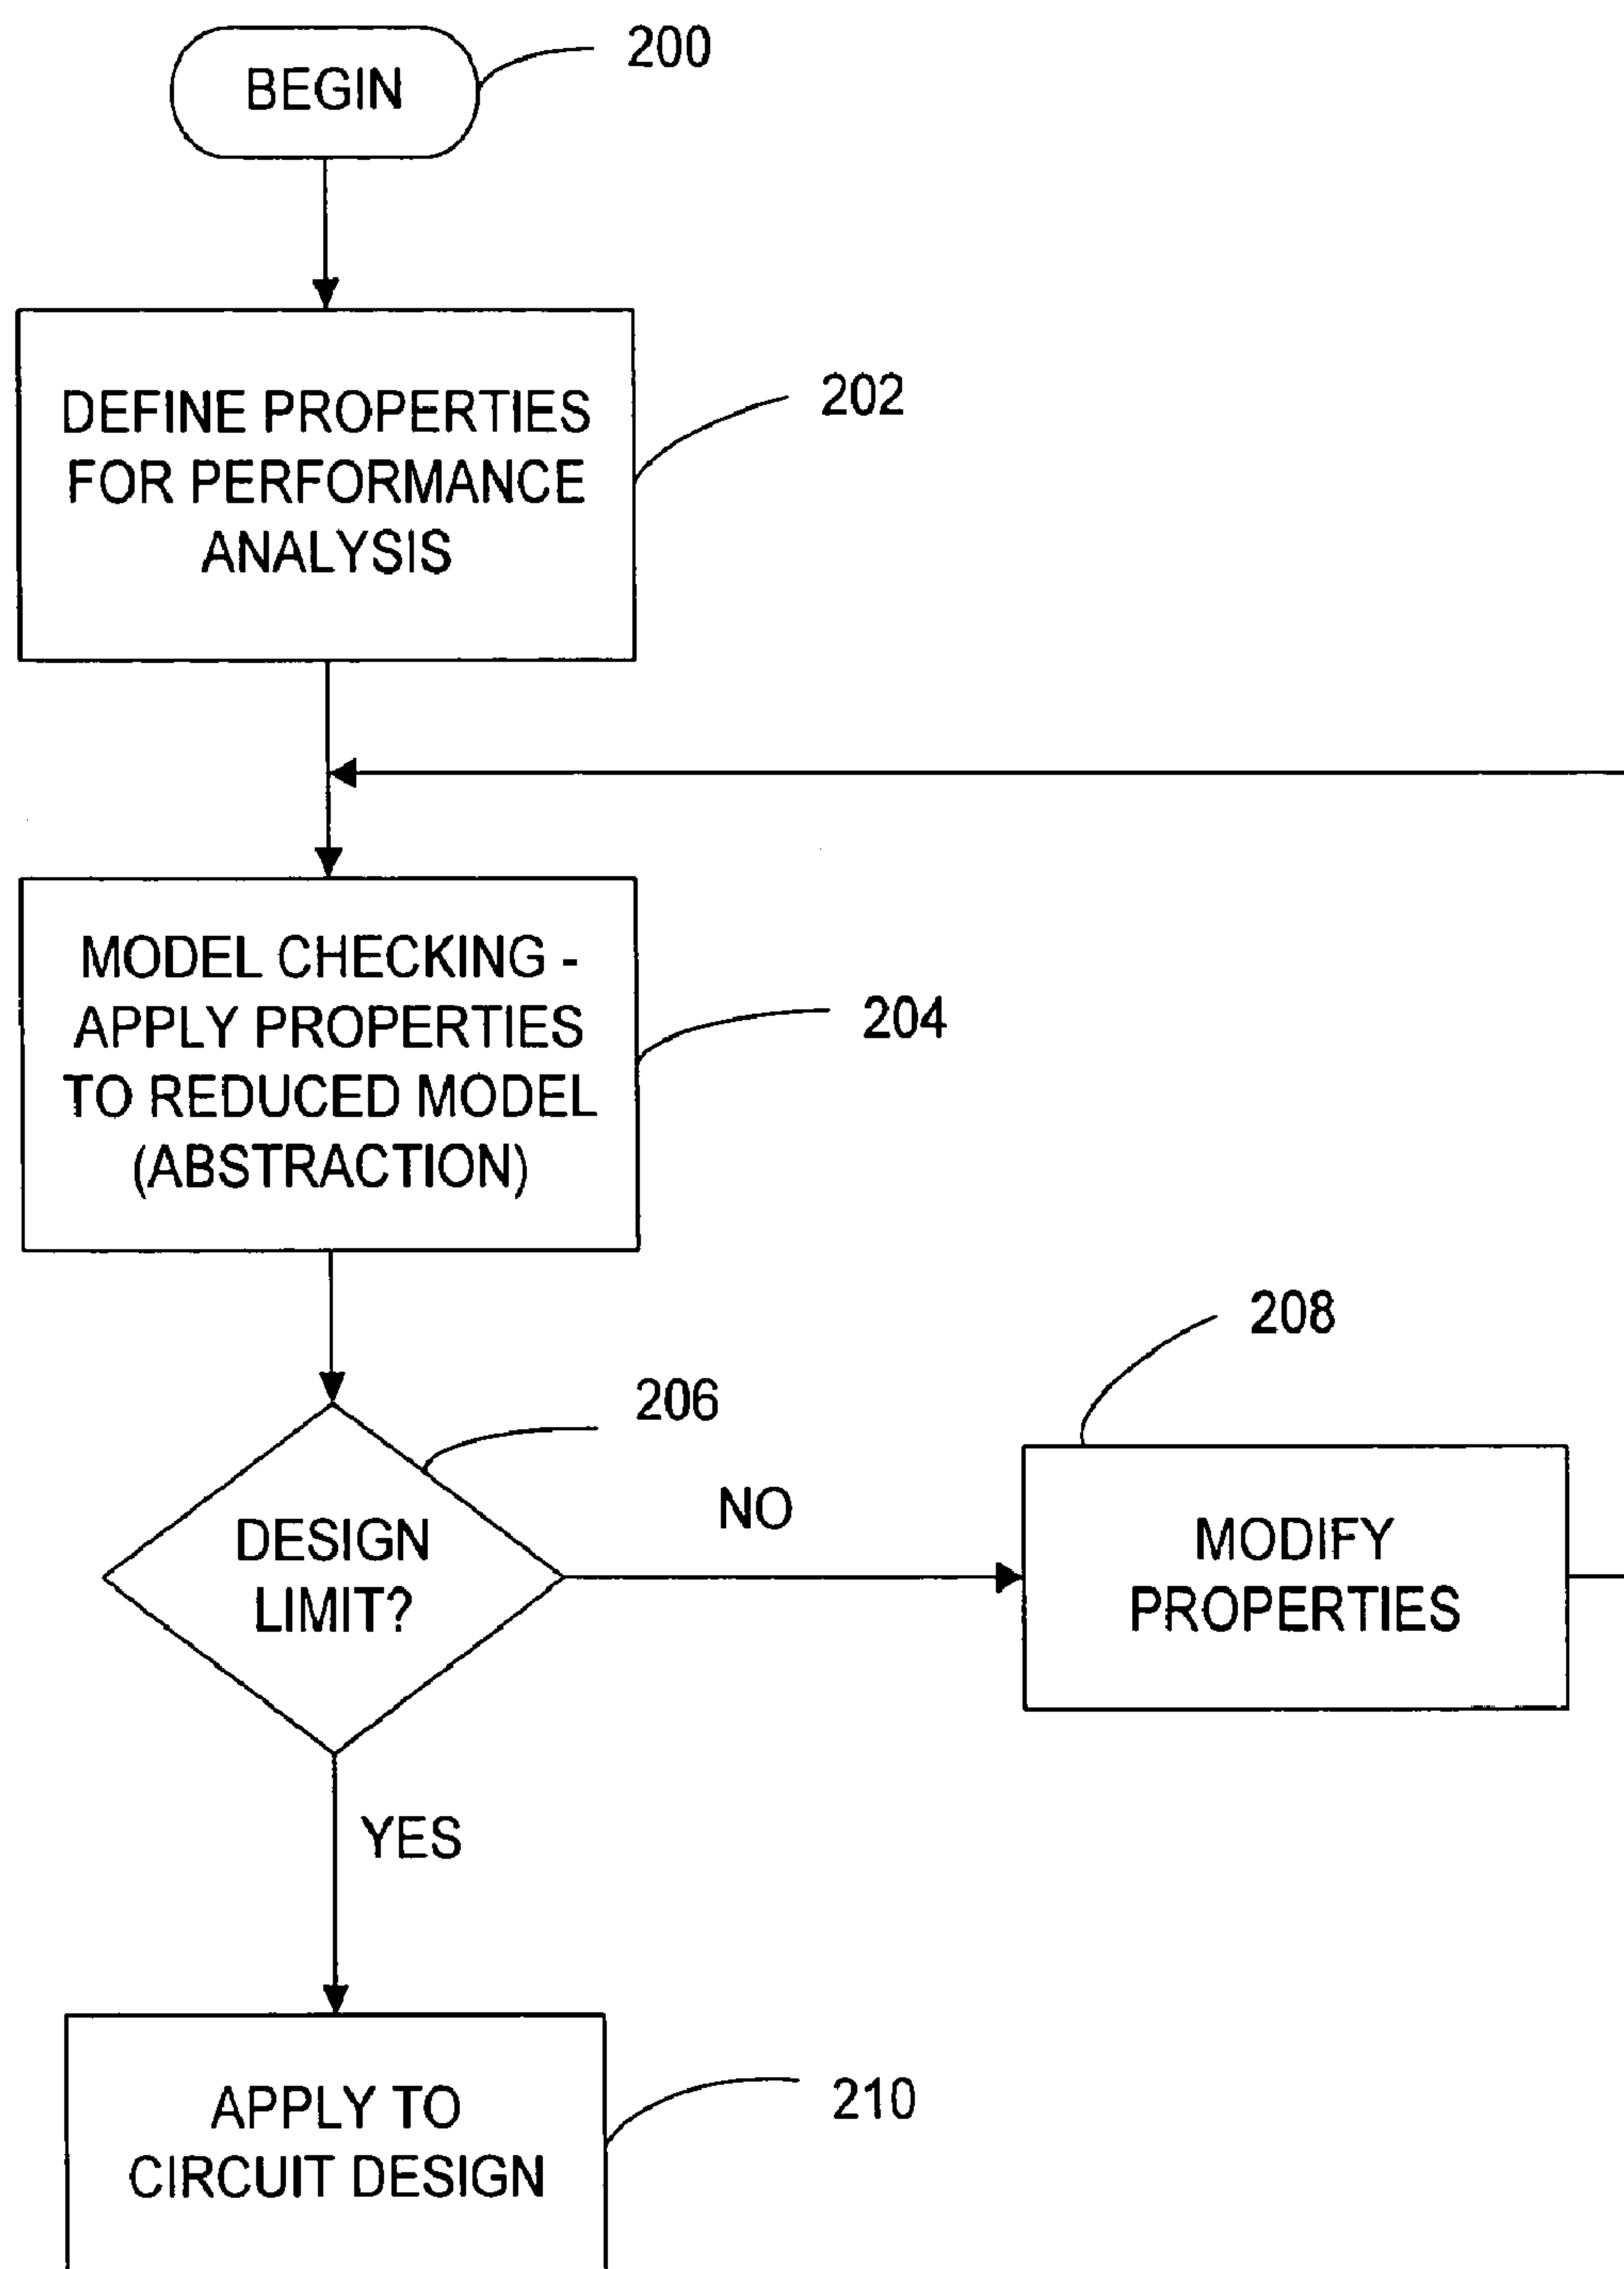 BEGIN
200
DEFINE PROPERTIES
FOR PERFORMANCE
ANALYSIS
202
MODEL CHECKING -
APPLY PROPERTIES
TO REDUCED MODEL
(ABSTRACTION)
204
DESIGN
LIMIT?
206
NO
MODIFY
PROPERTIES
208
YES
APPLY TO
CIRCUIT DESIGN
210